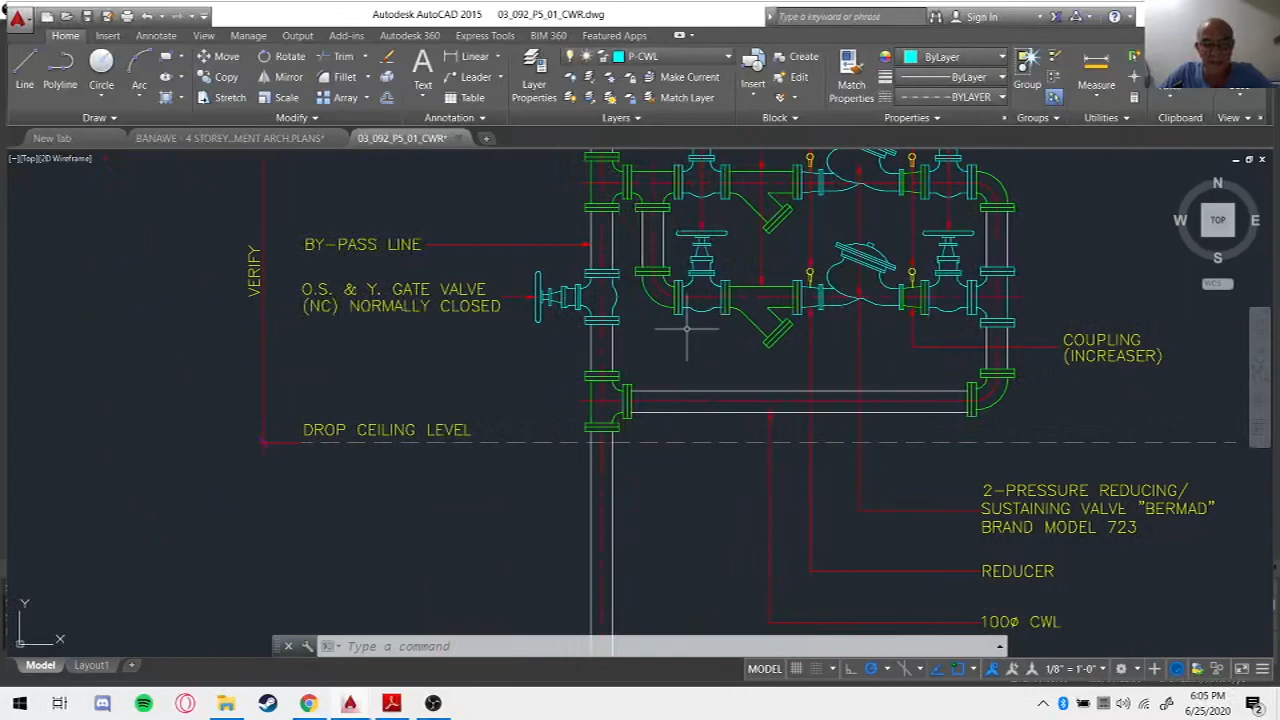 Autodesk AutoCAD 2015 03_092_P5_01_CWR.dwg
Type a keyword or phrase
Sign In
Home Insert Annotate View Manage Output Add-ins Autodesk 360 Express Tools BIM 360 Featured Apps
Line
Polyline
Circle
Arc
Move
Rotate
Trim
Copy
Mirror
Fillet
Stretch
Scale
Array
Text
Linear
Leader
Table
Layer
Properties
P-CWL
Make Current
Match Layer
Insert
Create
Edit
Match
Properties
ByLayer
ByLayer
BYLAYER
Group
Measure
Draw
Modify
Annotation
Layers
Block
Properties
Groups
Utilities
Clipboard
View
New Tab
BANAWE - 4 STOREY...MENT ARCH.PLANS*
03_092_P5_01_CWR*
[–][Top][2D Wireframe]
N
W TOP E
S
WCS
VERIFY
BY-PASS LINE
O.S. & Y. GATE VALVE
(NC) NORMALLY CLOSED
COUPLING
(INCREASER)
DROP CEILING LEVEL
2-PRESSURE REDUCING/
SUSTAINING VALVE "BERMAD"
BRAND MODEL 723
REDUCER
100ø CWL
Y
X
Type a command
Model Layout1
MODEL
1/8" = 1'-0"
6:05 PM
6/25/2020
2